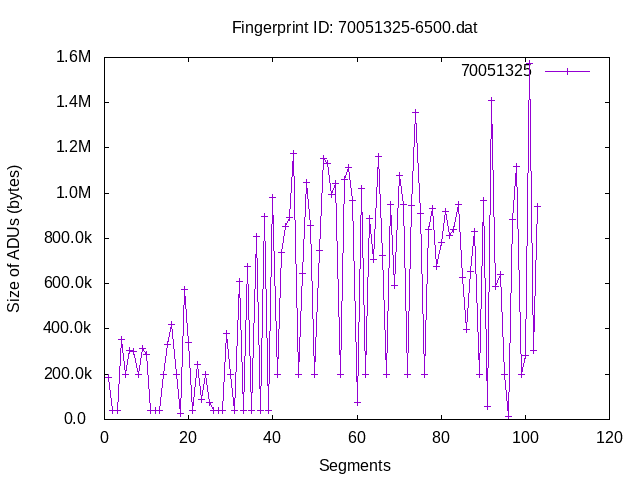 Fingerprint ID: 70051325-6500.dat
1.6M
70051325
1.4M
1.2M
1.0M
800.0k
600.0k
400.0k
200.0k
0.0
Size of ADUs (bytes)
0 20 40 60 80 100 120
Segments